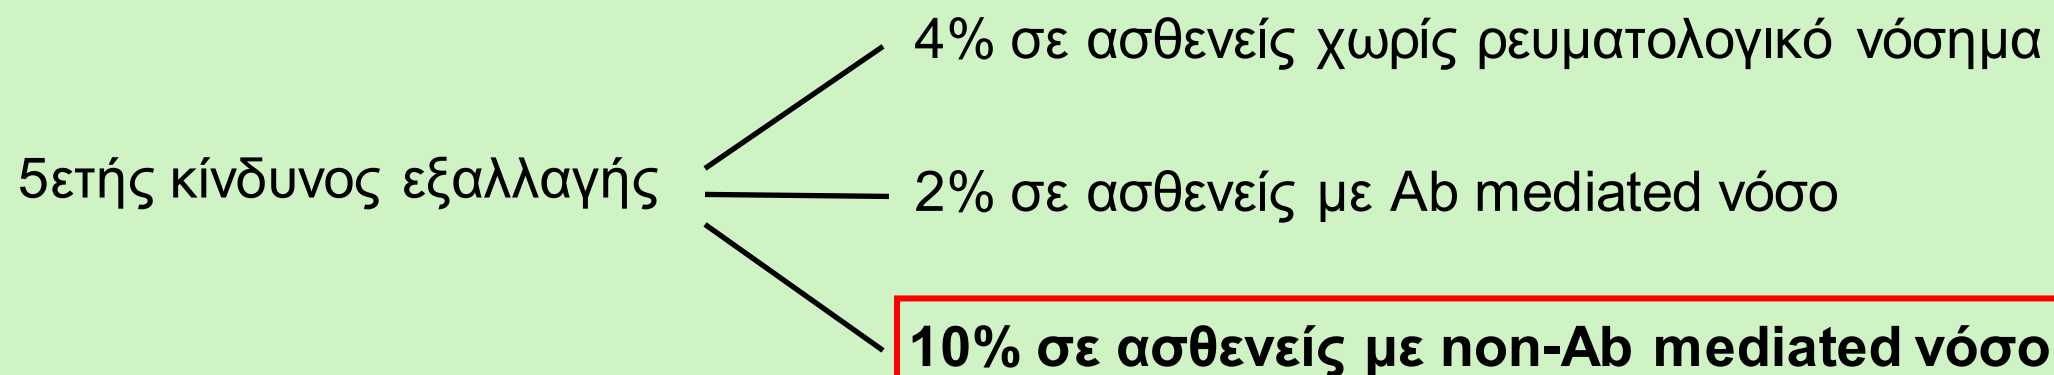 4% σε ασθενείς χωρίς ρευματολογικό νόσημα
5ετής κίνδυνος εξαλλαγής
2% σε ασθενείς με Ab mediated νόσο
10% σε ασθενείς με non-Ab mediated νόσο